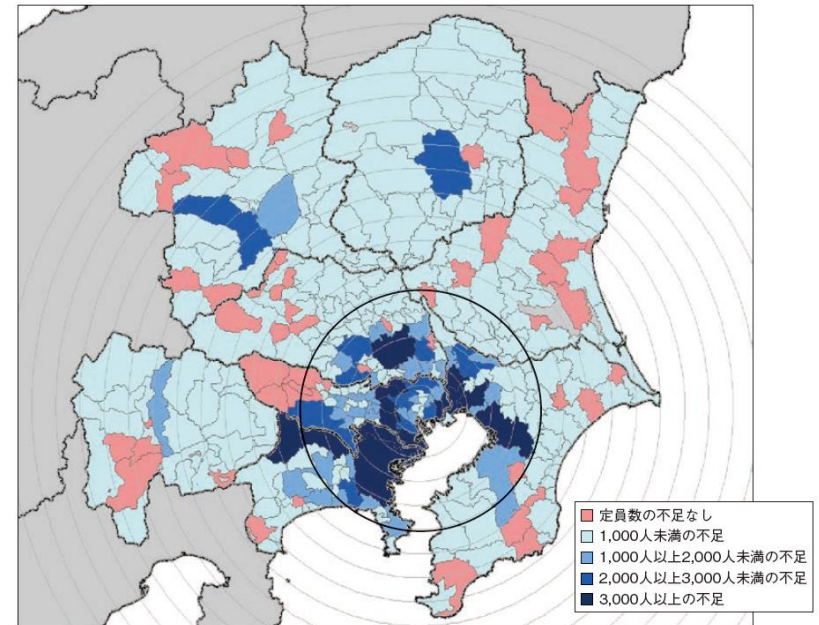 定員数の不足なし
1,000人未満の不足
1,000人以上2,000人未満の不足
2,000人以上3,000人未満の不足
3,000人以上の不足